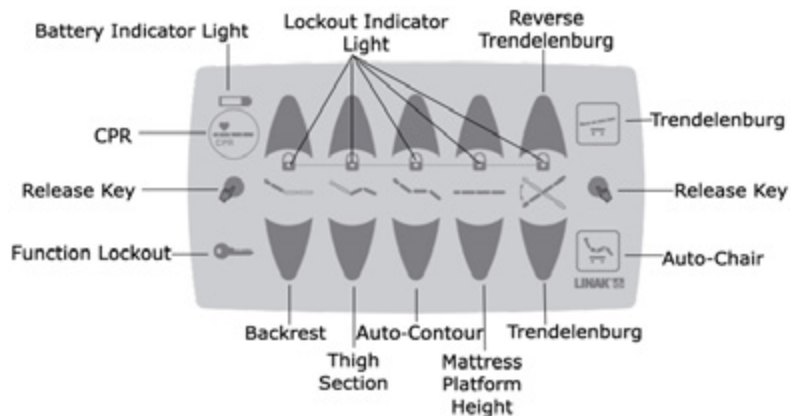 Battery Indicator Light
Lockout Indicator
Light
Reverse
Trendelenburg
CPR
CPR
Trendelenburg
Release Key
Release Key
Function Lockout
Auto-Chair
LINAK
Backrest
Auto-Contour
Trendelenburg
Thigh
Section
Mattress
Platform
Height